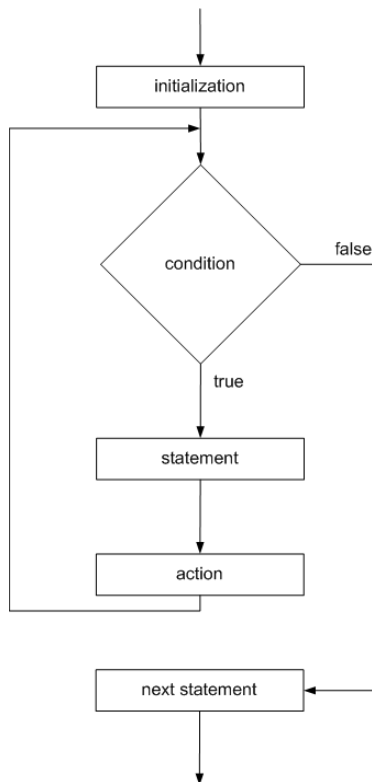 initialization
condition
false
true
statement
action
next statement